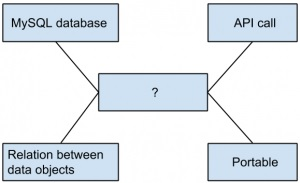 MySQL database
API call
?
Relation between
data objects
Portable